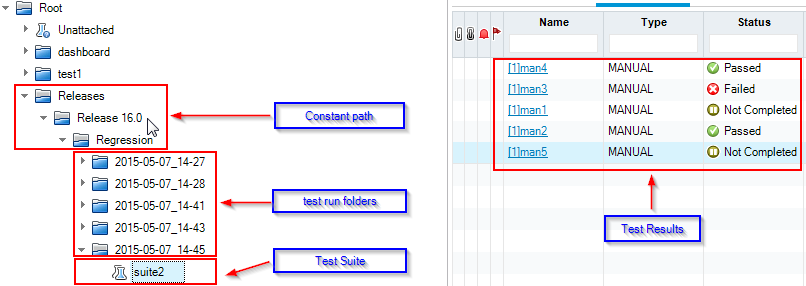 Root
Unattached
dashboard
test1
Releases
Release 16.0
Regression
2015-05-07_14-27
2015-05-07_14-28
2015-05-07_14-41
2015-05-07_14-43
2015-05-07_14-45
suite2
Constant path
test run folders
Test Suite
Name Type Status
[1]man4 MANUAL Passed
[1]man3 MANUAL Failed
[1]man1 MANUAL Not Completed
[1]man2 MANUAL Passed
[1]man5 MANUAL Not Completed
Test Results